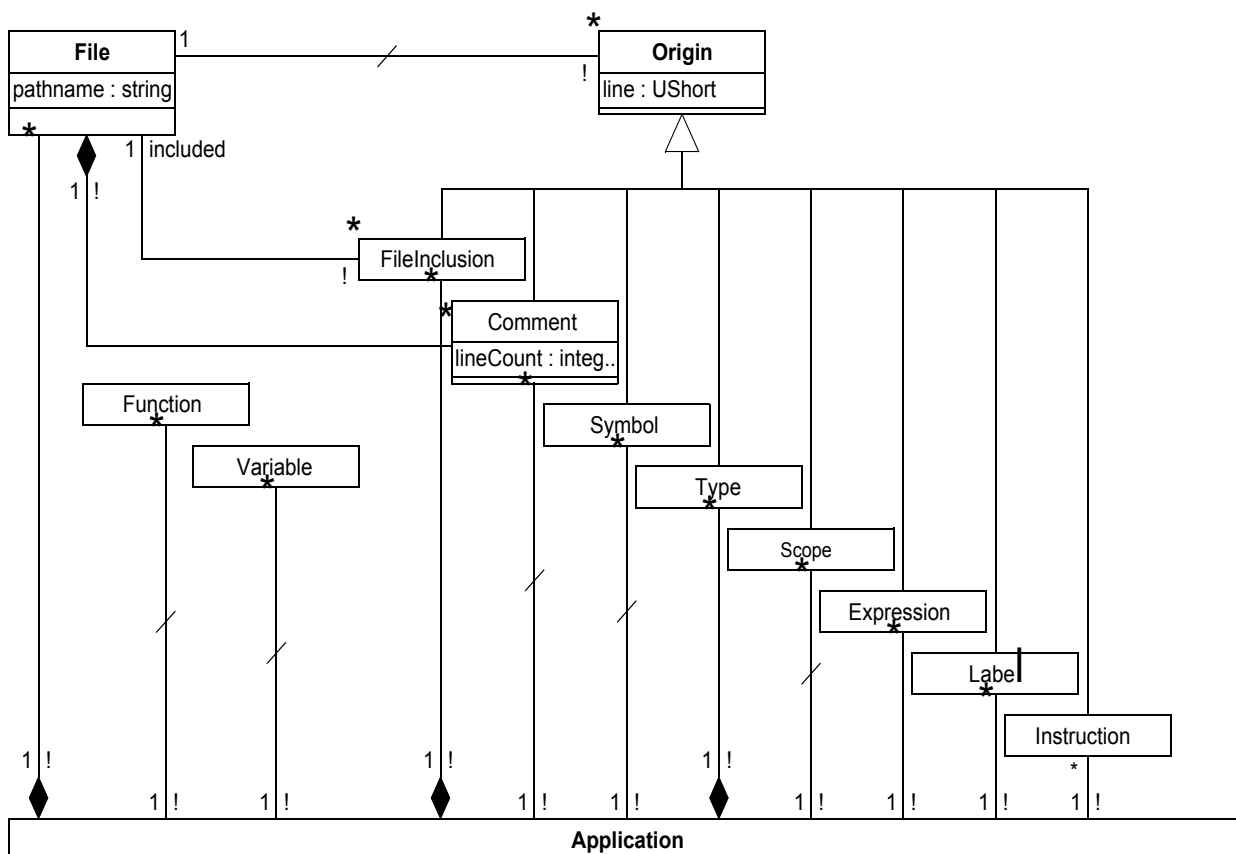 *
File
1
Origin
pathname : string
!
line : UShort
*
1 included
1 !
*
FileInclusion
!
*
*
Comment
lineCount : integ..
*
Function
*
Symbol
*
Variable
*
Type
*
Scope
*
Expression
*
Label
*
Instruction
*
1 !
1 !
1 !
1 !
1 !
1 !
1 !
1 !
1 !
1 !
1 !
Application